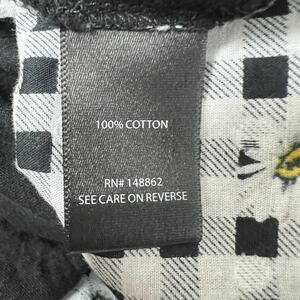 100% COTTON
RN# 148862
SEE CARE ON REVERSE